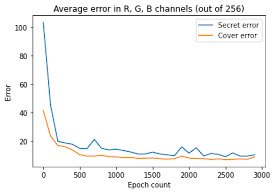 Average error in R, G, B channels (out of 256)
Secret error
Cover error
100
80
60
40
20
Error
0 500 1000 1500 2000 2500 3000
Epoch count